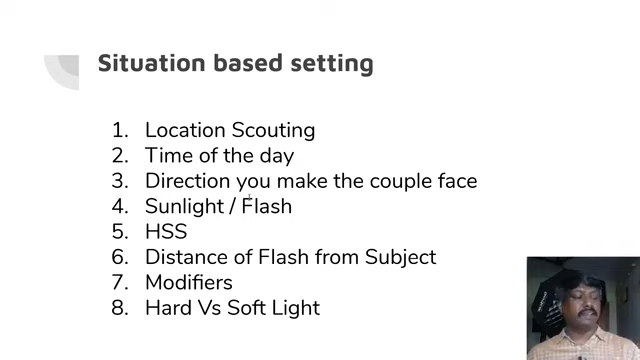 Situation based setting
1. Location Scouting
2. Time of the day
3. Direction you make the couple face
4. Sunlight / Flash
5. HSS
6. Distance of Flash from Subject
7. Modifiers
8. Hard Vs Soft Light